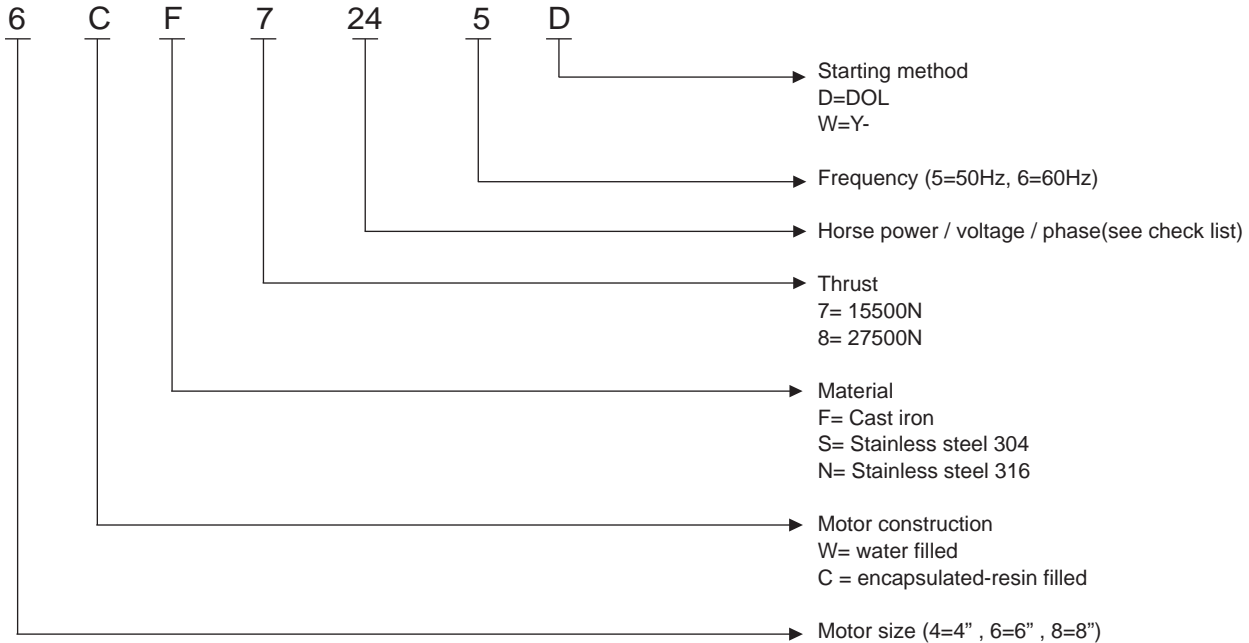 6 C F 7 24 5 D
Starting method
D=DOL
W=Y-
Frequency (5=50Hz, 6=60Hz)
Horse power / voltage / phase(see check list)
Thrust
7= 15500N
8= 27500N
Material
F= Cast iron
S= Stainless steel 304
N= Stainless steel 316
Motor construction
W= water filled
C = encapsulated-resin filled
Motor size (4=4” , 6=6” , 8=8”)